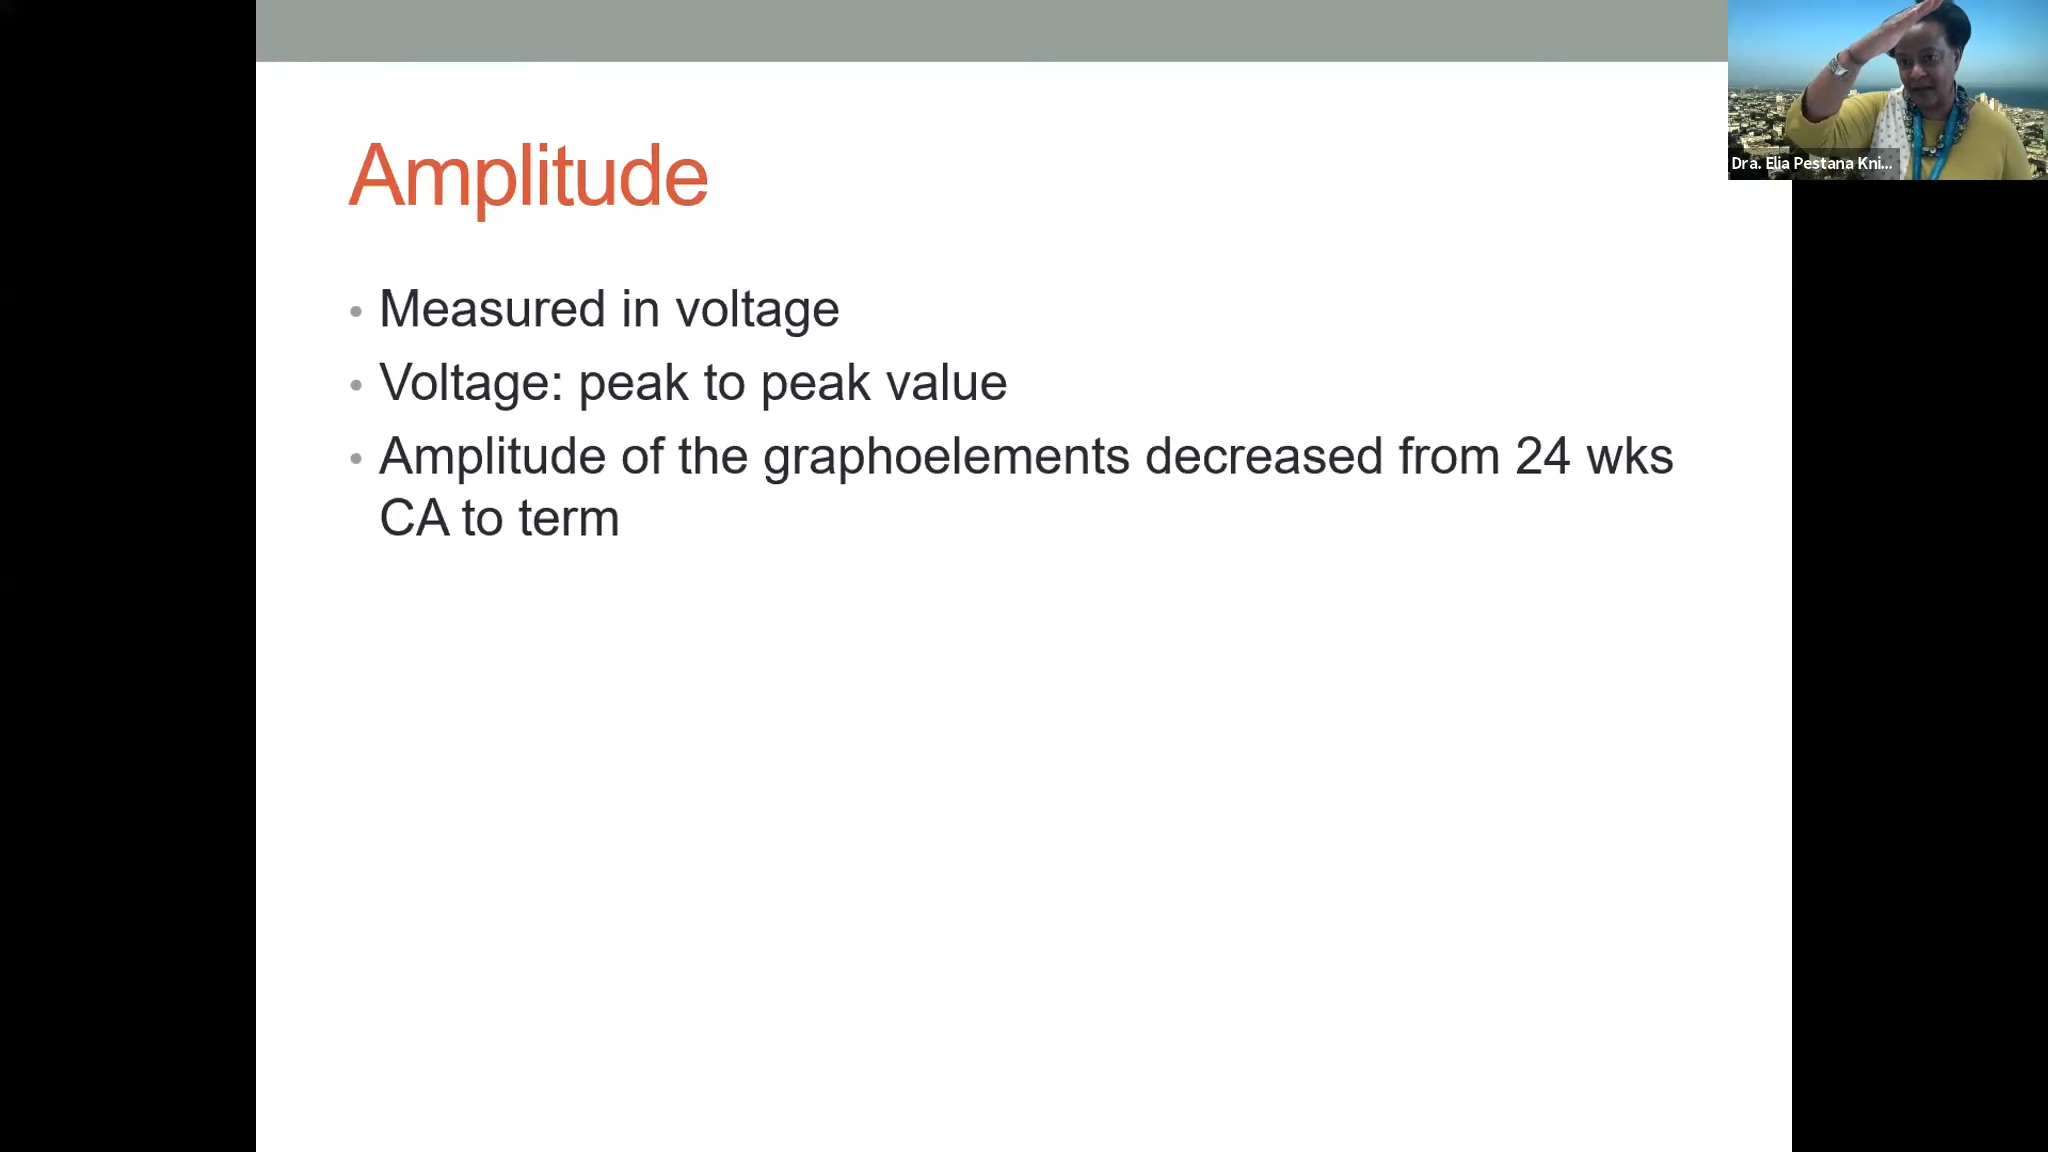 Amplitude
• Measured in voltage
• Voltage: peak to peak value
• Amplitude of the graphoelements decreased from 24 wks
CA to term
Dra. Elia Pestana Kni...